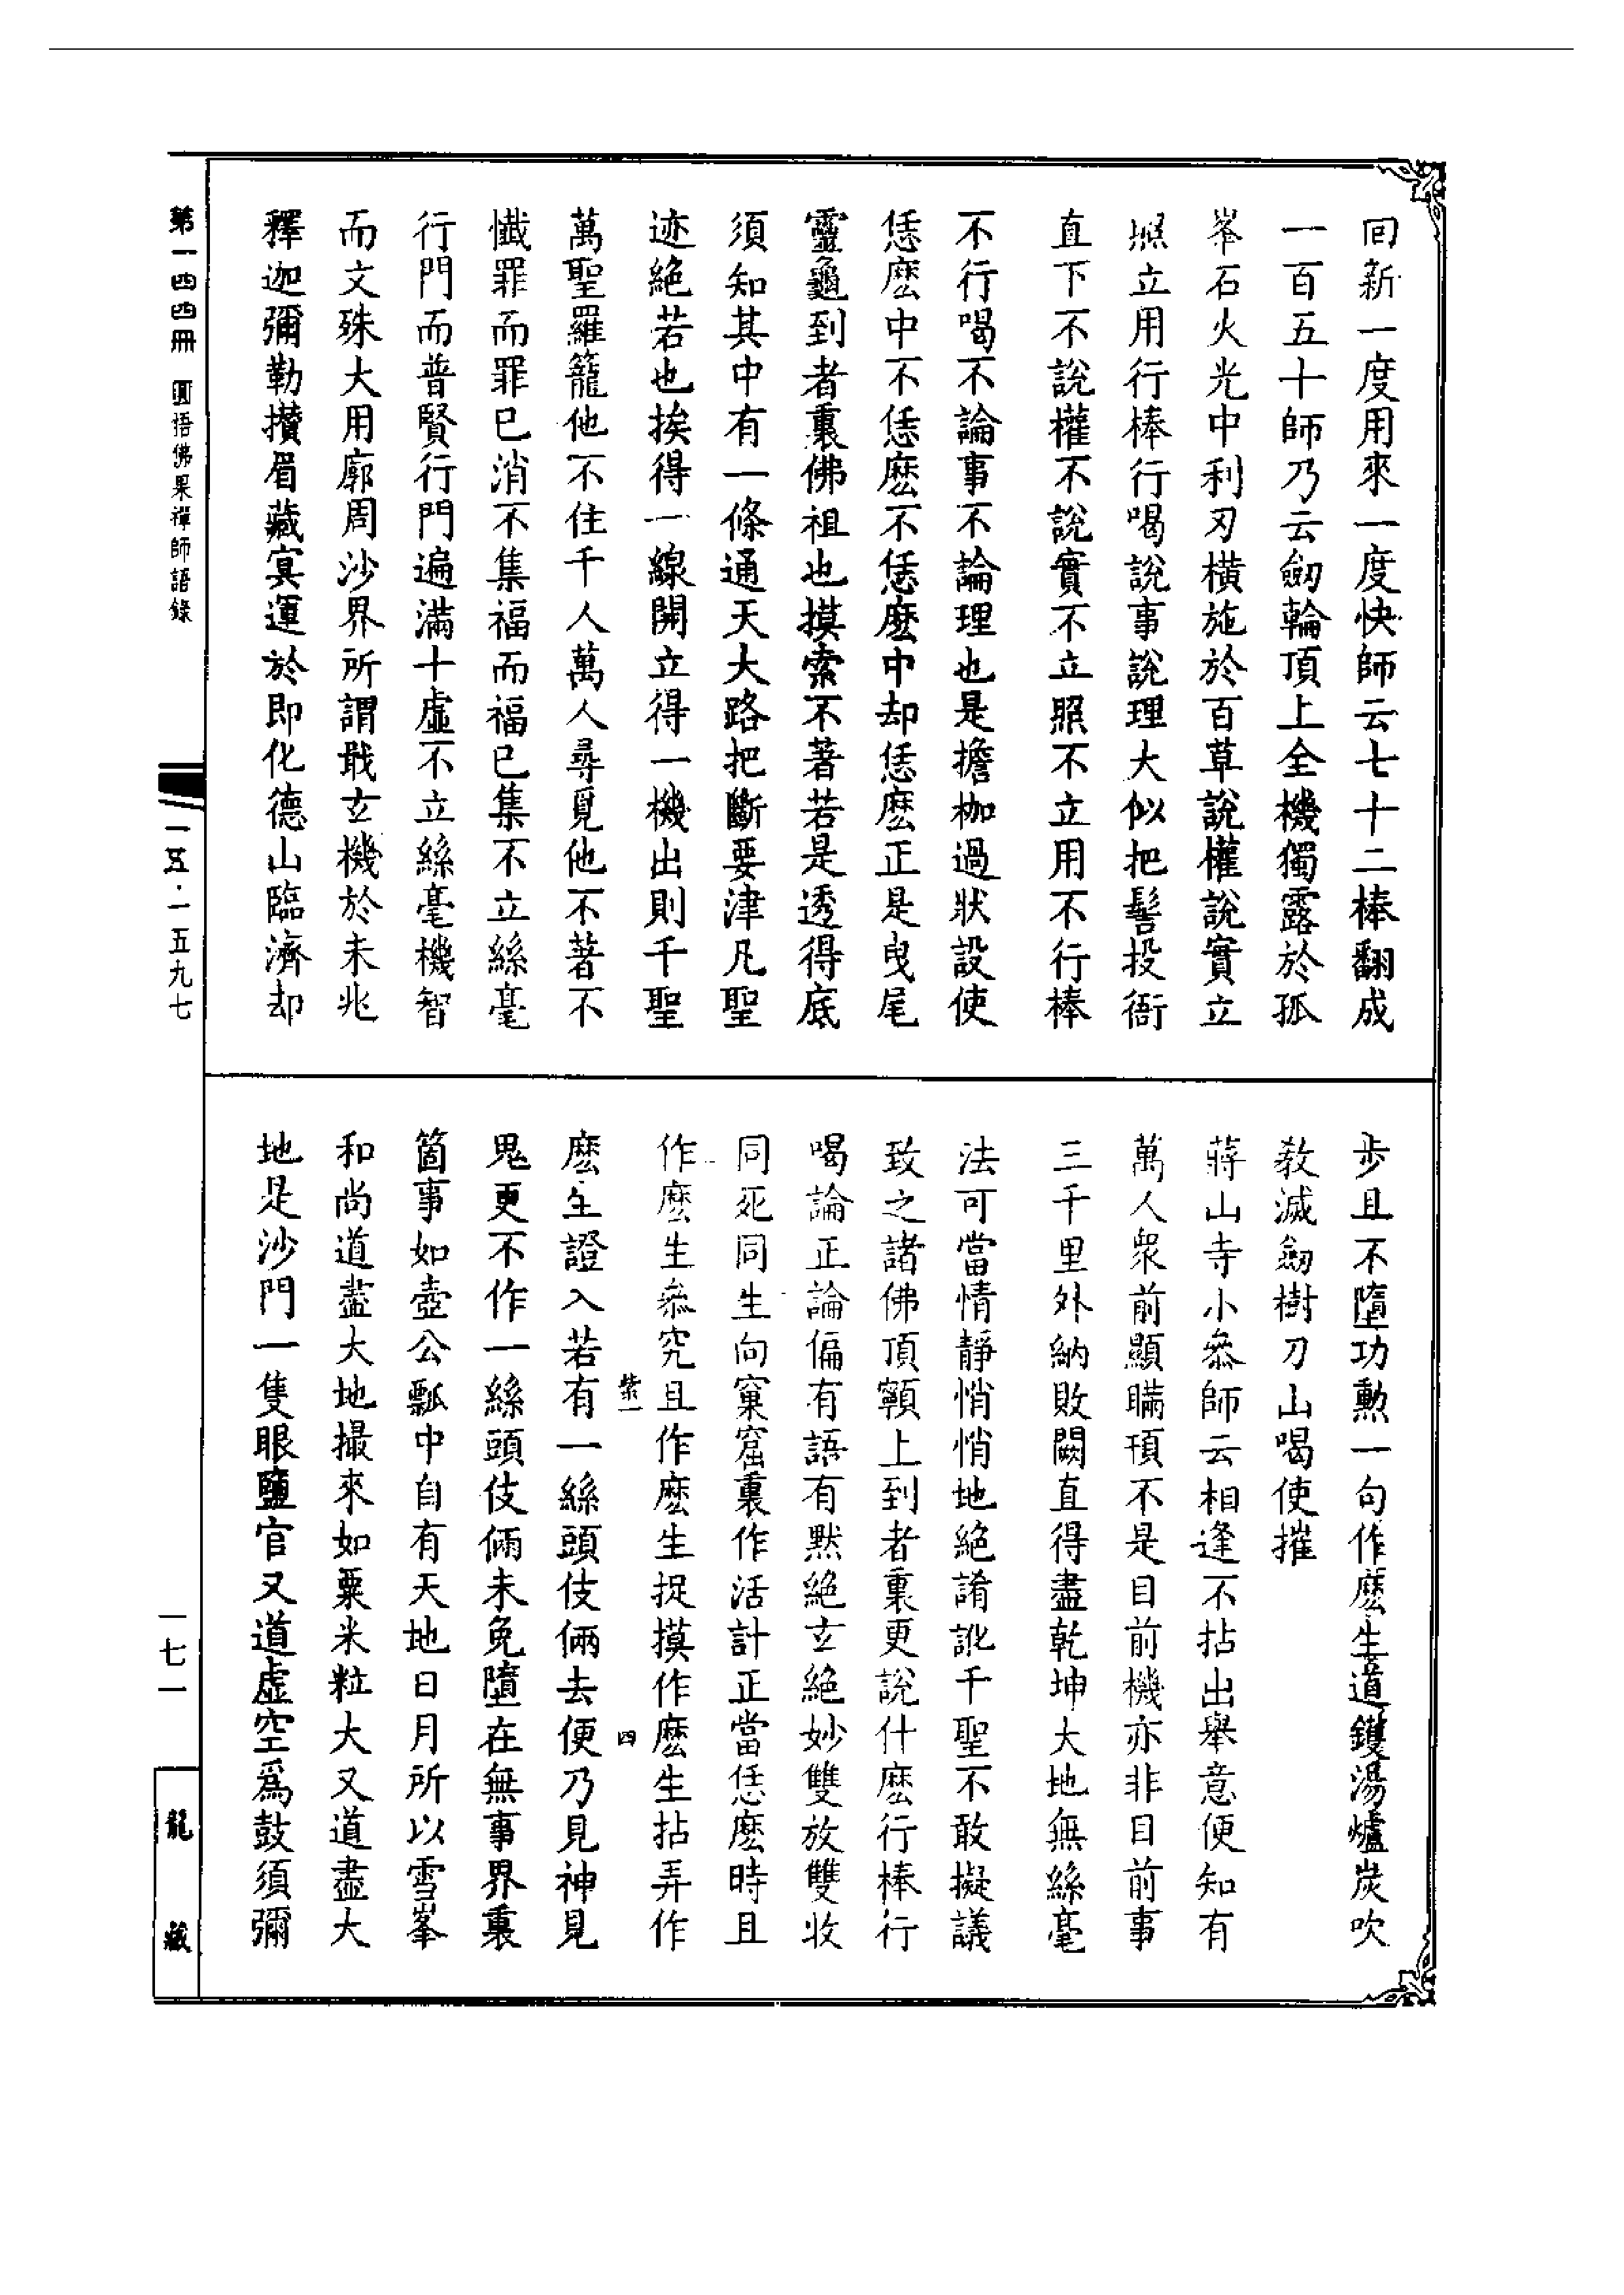 回新一度用來一度快師云七十二棒翻成
一百五十師乃云劒輪頂上全機獨露於孤
峯石火光中利刃橫施於百草說權說實立
照立用行棒行喝說事說理大似把髻投衙
直下不說權不說實不立照不立用不行棒
不行喝不論事不論理也是擔枷過狀設使
恁麽中不恁麽不恁麽中却恁麽正是曳尾
靈龜到者裏佛祖也摸索不著若是透得底
須知其中有一條通天大路把斷要津凡聖
迹絕若也挨得一線開立得一機出則千聖
萬聖羅籠他不住千人萬人尋覓他不著不
懺罪而罪已消不集福而福已集不立絲毫
行門而普賢行門遍滿十虛不立絲毫機智
而文殊大用廓周沙界所謂戢玄機於未兆
釋迦彌勒攢眉藏冥運於即化德山臨濟却
步且不墮功勳一句作麽生道鑊湯爐炭吹
教滅劒樹刀山喝使摧
蔣山寺小叅師云相逢不拈出舉意便知有
萬人衆前顯瞞頇不是目前機亦非目前事
三千里外納敗闕直得盡乾坤大地無絲毫
法可當情靜悄悄地絕誵訛千聖不敢擬議
致之諸佛頂𩕳上到者裏更說什麽行棒行
喝論正論偏有語有默絕玄絕妙雙放雙收
同死同生向窠窟裏作活計正當恁麽時且
作麽生叅究且作麽生捉摸作麽生拈弄作
紫一　四
麽生證入若有一絲頭伎倆去便乃見神見
鬼更不作一絲頭伎倆未免墮在無事界裏
箇事如壺公瓢中自有天地日月所以雪峯
和尚道盡大地撮來如粟米粒大又道盡大
地是沙門一隻眼鹽官又道虛空爲鼓須彌
第一四四冊　圓悟佛果禪師語錄
一五·一五九七
一七一
龍藏